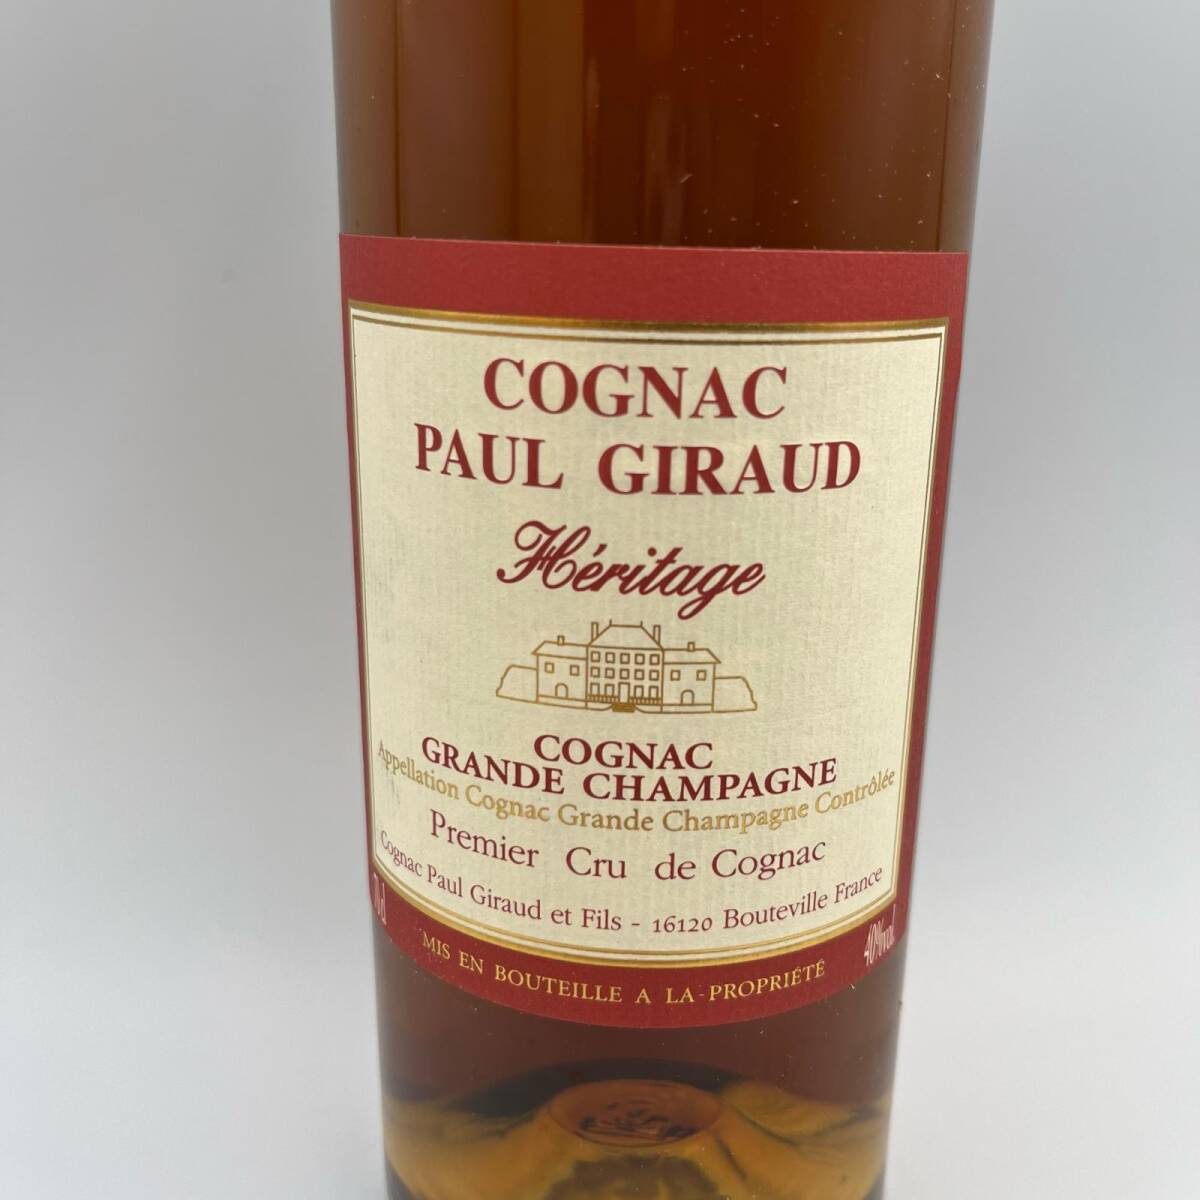 COGNAC
PAUL GIRAUD
Héritage
COGNAC
GRANDE CHAMPAGNE
Appellation Cognac Grande Champagne Contrôlée
Premier Cru de Cognac
Cognac Paul Giraud et Fils - 16120 Bouteville France
70cl
40%vol.
MIS EN BOUTEILLE A LA PROPRIÉTÉ